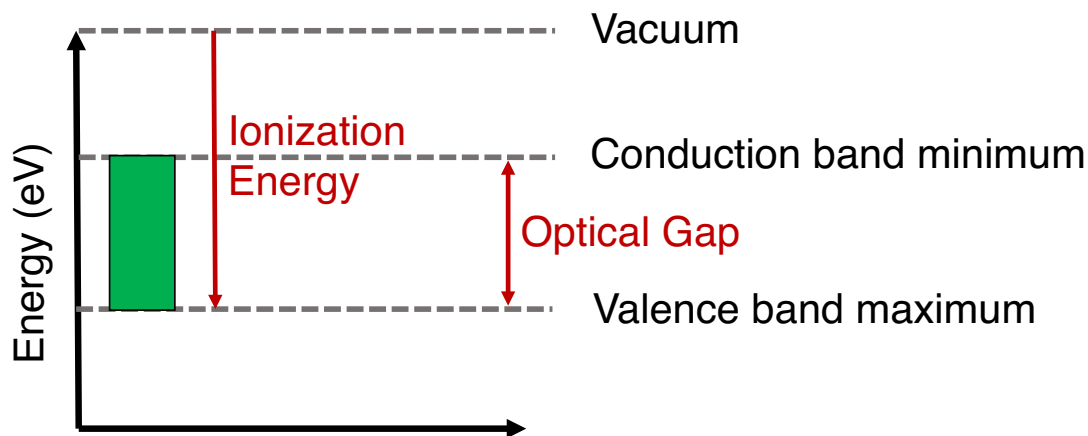 Vacuum
Ionization
Energy
Conduction band minimum
Optical Gap
Valence band maximum
Energy (eV)